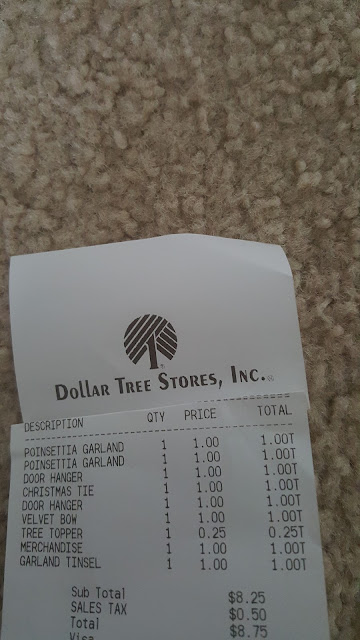 1
DOLLAR TREE STORES, INC.®
DESCRIPTION QTY PRICE TOTAL
POINSETTIA GARLAND 1 1.00 1.00T
POINSETTIA GARLAND 1 1.00 1.00T
DOOR HANGER 1 1.00 1.00T
CHRISTMAS TIE 1 1.00 1.00T
DOOR HANGER 1 1.00 1.00T
VELVET BOW 1 1.00 1.00T
TREE TOPPER 1 0.25 0.25T
MERCHANDISE 1 1.00 1.00T
GARLAND TINSEL 1 1.00 1.00T
Sub Total $8.25
SALES TAX $0.50
Total $8.75
Visa